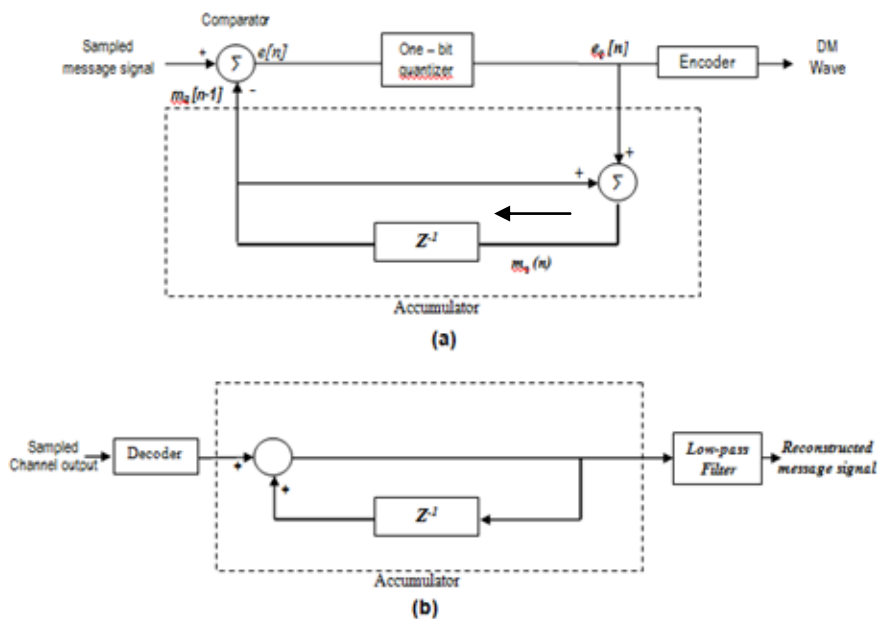 Comparator
Sampled
message signal
+
Σ
e[n]
One – bit
quantizer
eq [n]
Encoder
DM
Wave
mq [n-1]
-
+
+
Σ
Z-1
mq (n)
Accumulator
(a)
Sampled
Channel output
Decoder
+
+
Z-1
Low-pass
Filter
Reconstructed
message signal
Accumulator
(b)